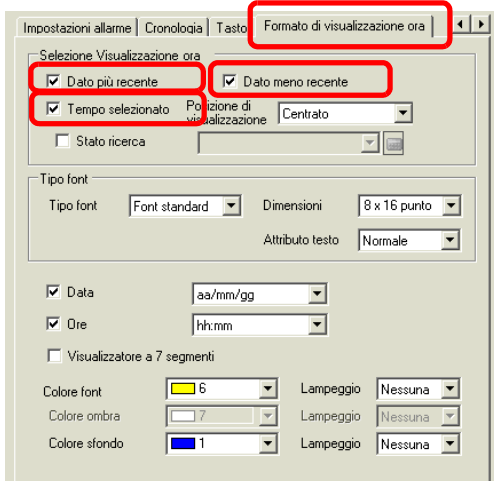 Impostazioni allarme Cronologia Tasto Formato di visualizzazione ora
Selezione Visualizzazione ora
Dato più recente Dato meno recente
Tempo selezionato Posizione di visualizzazione Centrato
Stato ricerca
Tipo font
Tipo font Font standard Dimensioni 8 x 16 punto
Attributo testo Normale
Data aa/mm/gg
Ore hh:mm
Visualizzatore a 7 segmenti
Colore font 6 Lampeggio Nessuna
Colore ombra 7 Lampeggio Nessuna
Colore sfondo 1 Lampeggio Nessuna